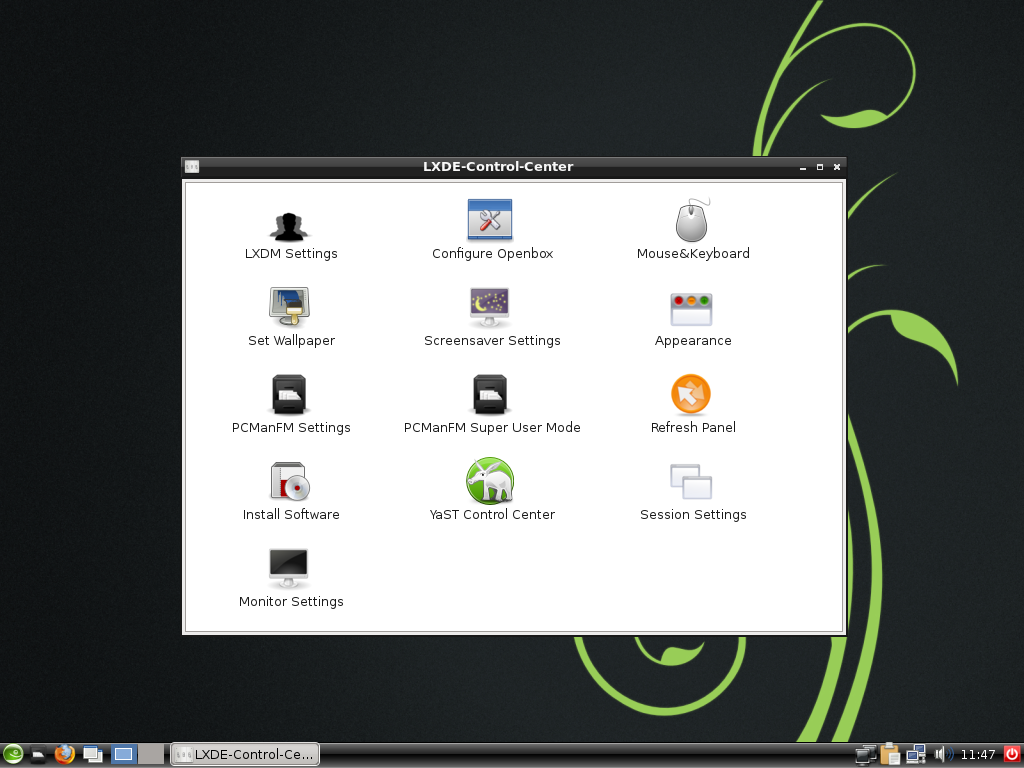 LXDE-Control-Center
LXDM Settings
Configure Openbox
Mouse&Keyboard
Set Wallpaper
Screensaver Settings
Appearance
PCManFM Settings
PCManFM Super User Mode
Refresh Panel
Install Software
YaST Control Center
Session Settings
Monitor Settings
LXDE-Control-Ce...
11:47